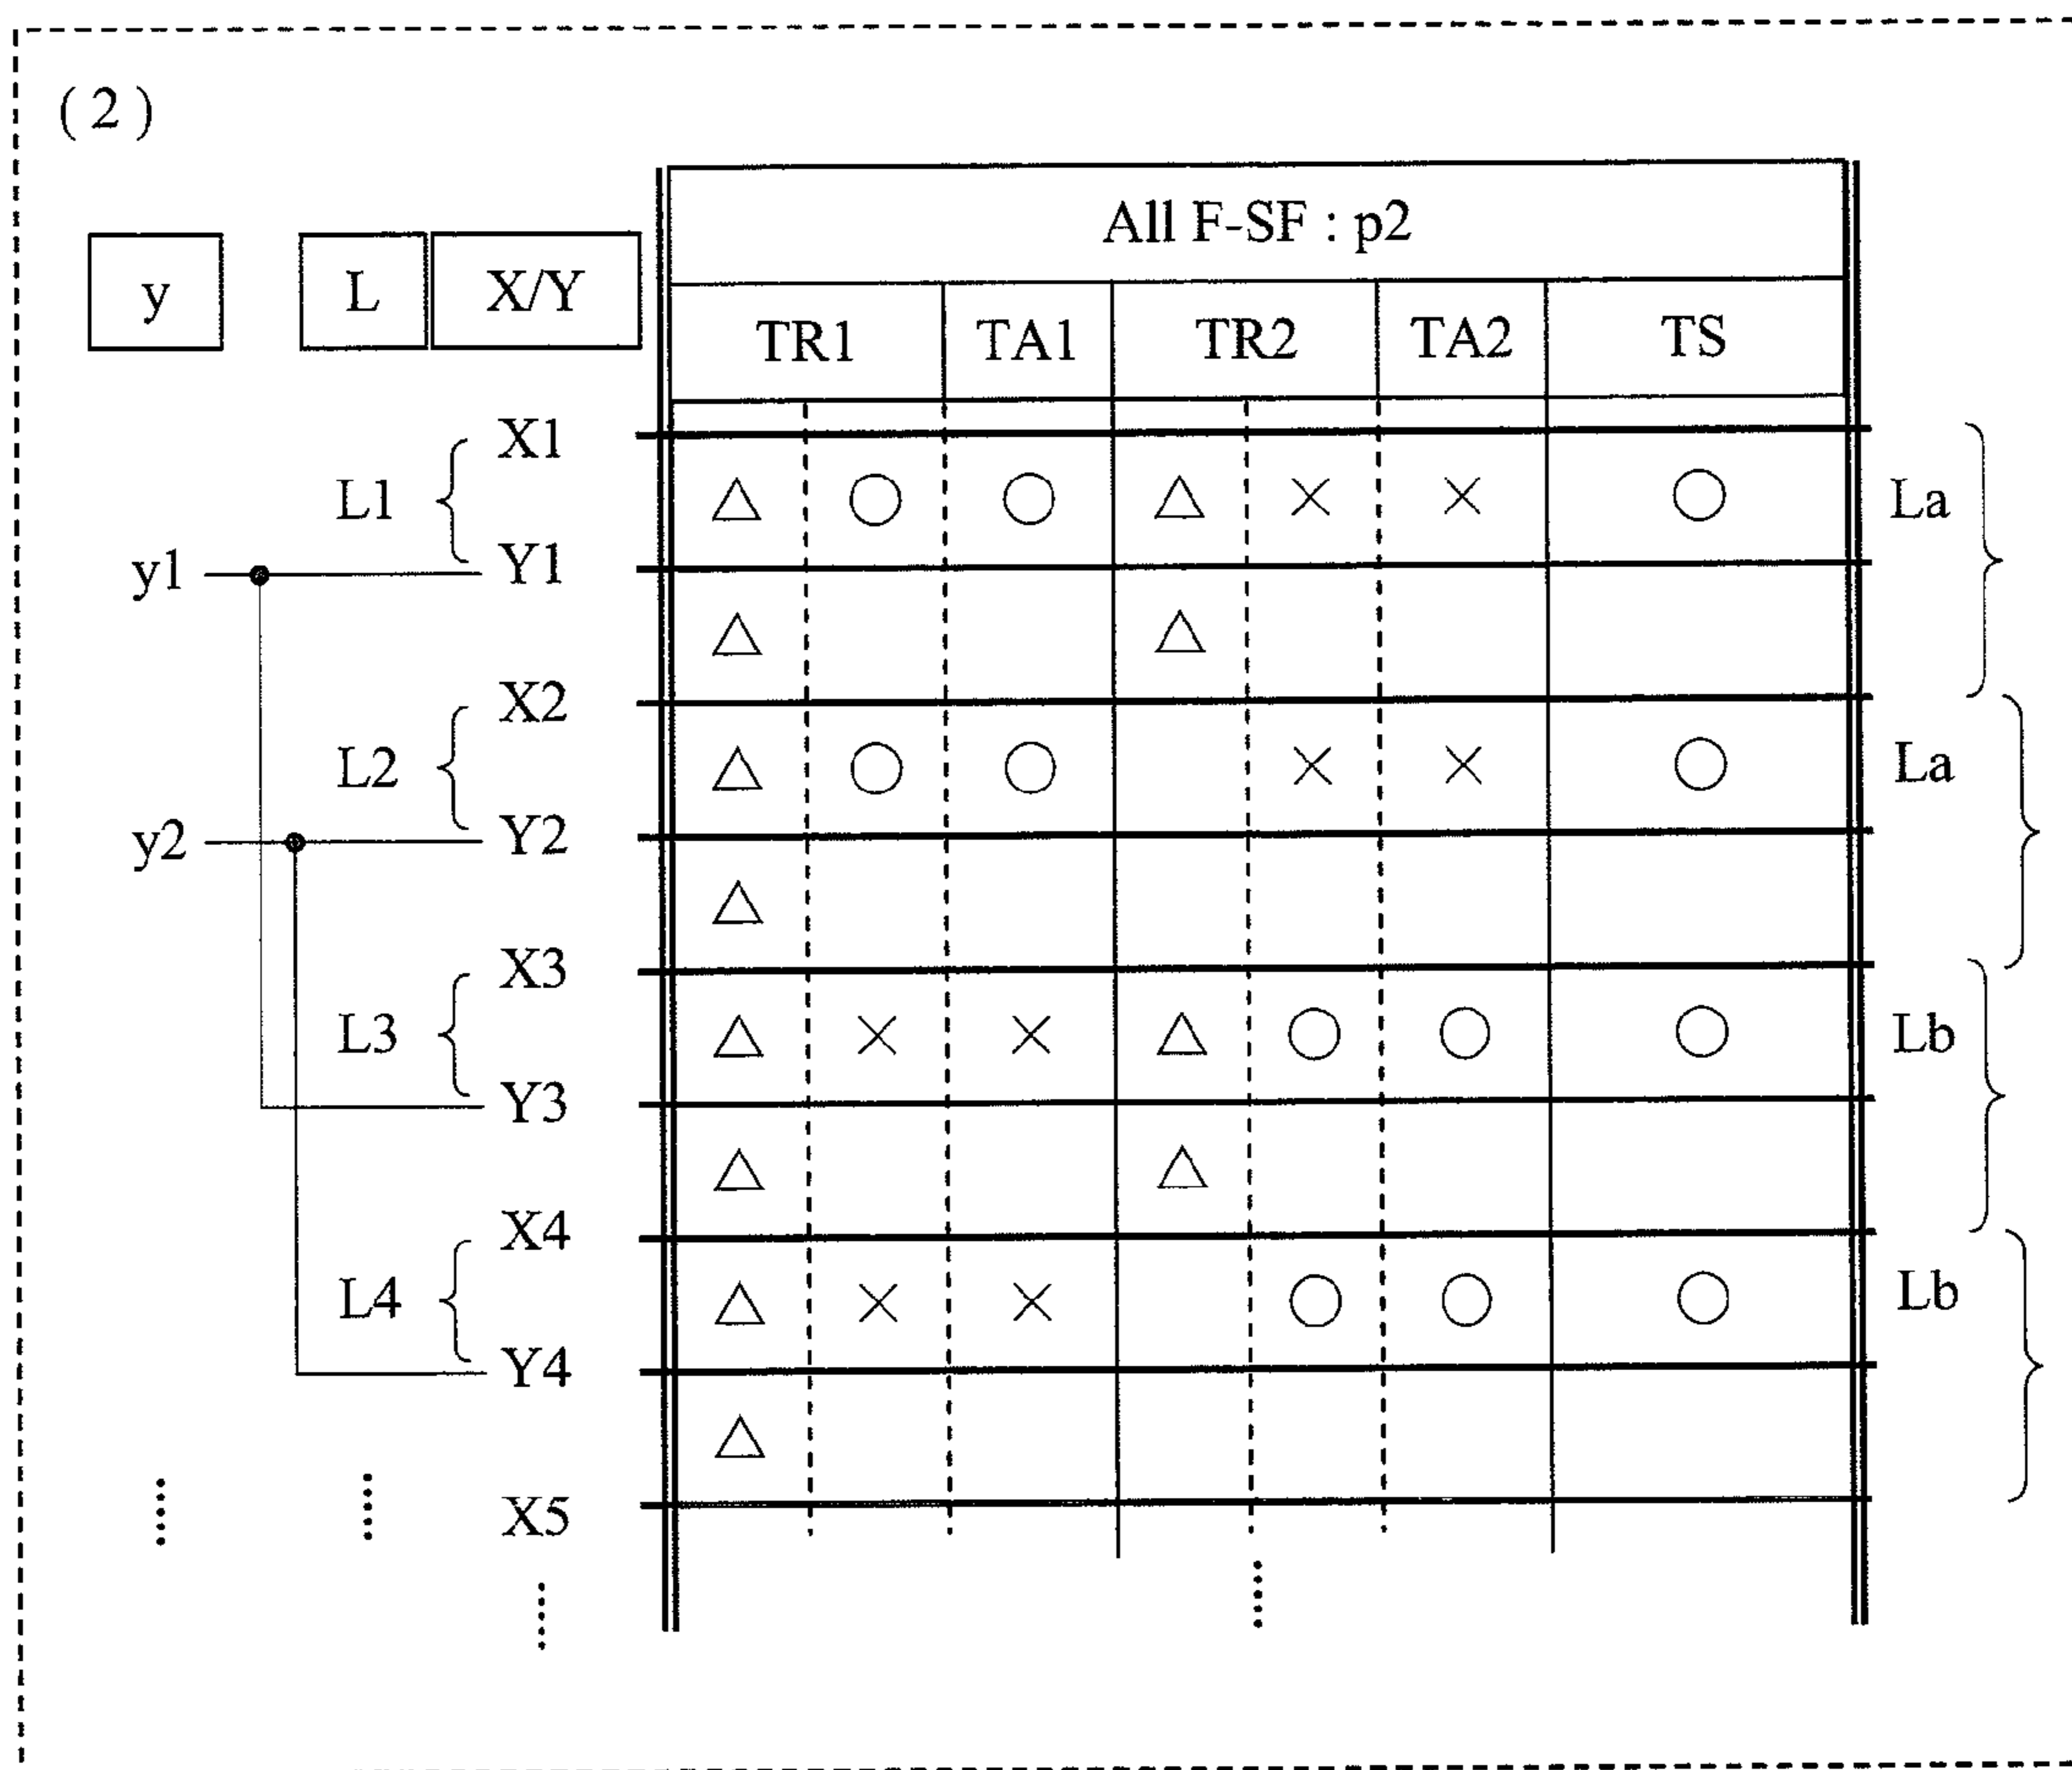 (2)
All F-SF : p2
y L X/Y
TR1 TA1 TR2 TA2 TS
X1
L1 △ ○ ○ △ × × ○ La
y1 Y1
△ △
X2
L2 △ ○ ○ × × ○ La
y2 Y2
△
X3
L3 △ × × △ ○ ○ ○ Lb
Y3
△ △
X4
L4 △ × × ○ ○ ○ Lb
Y4
△
X5